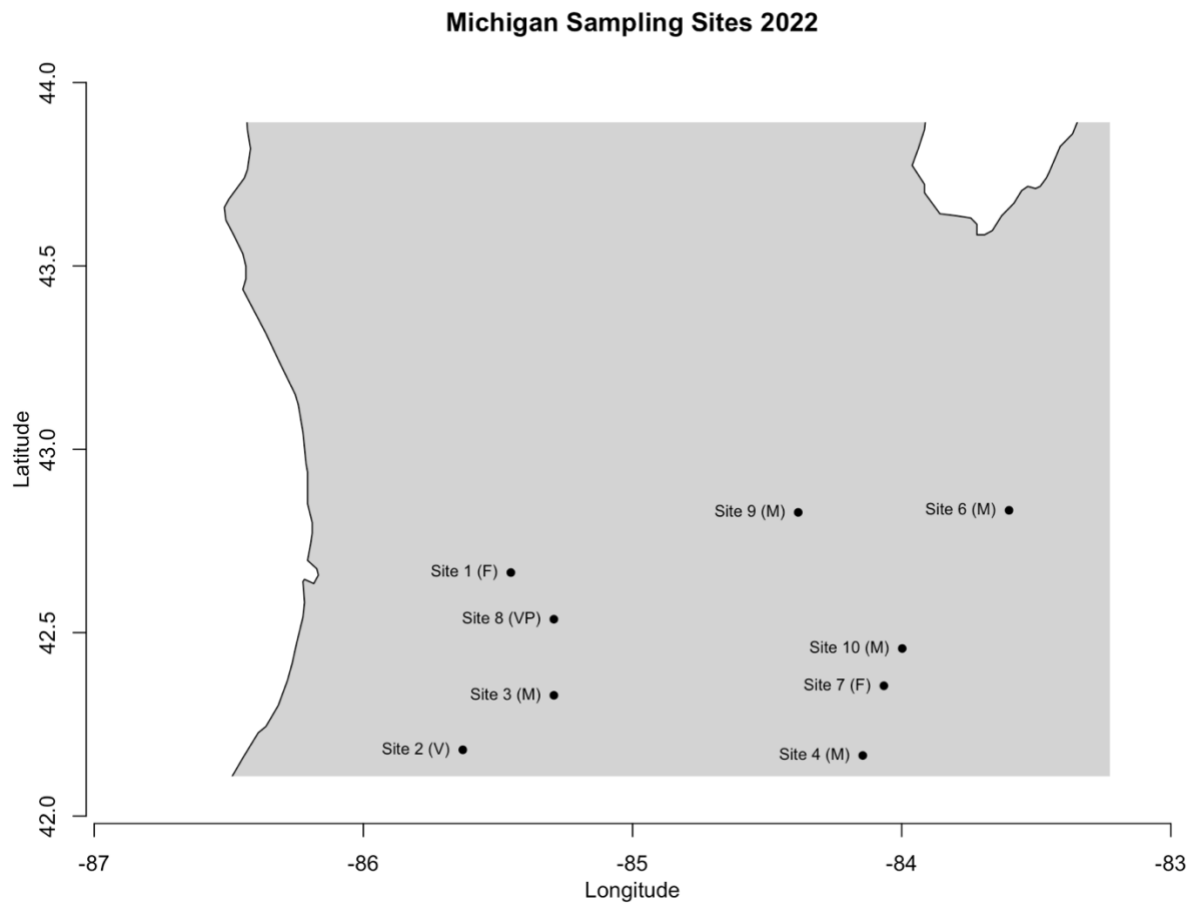 Michigan Sampling Sites 2022
Latitude
44.0
43.5
43.0
42.5
42.0
Site 9 (M)
Site 6 (M)
Site 1 (F)
Site 8 (VP)
Site 10 (M)
Site 7 (F)
Site 3 (M)
Site 2 (V)
Site 4 (M)
-87
-86
-85
-84
-83
Longitude